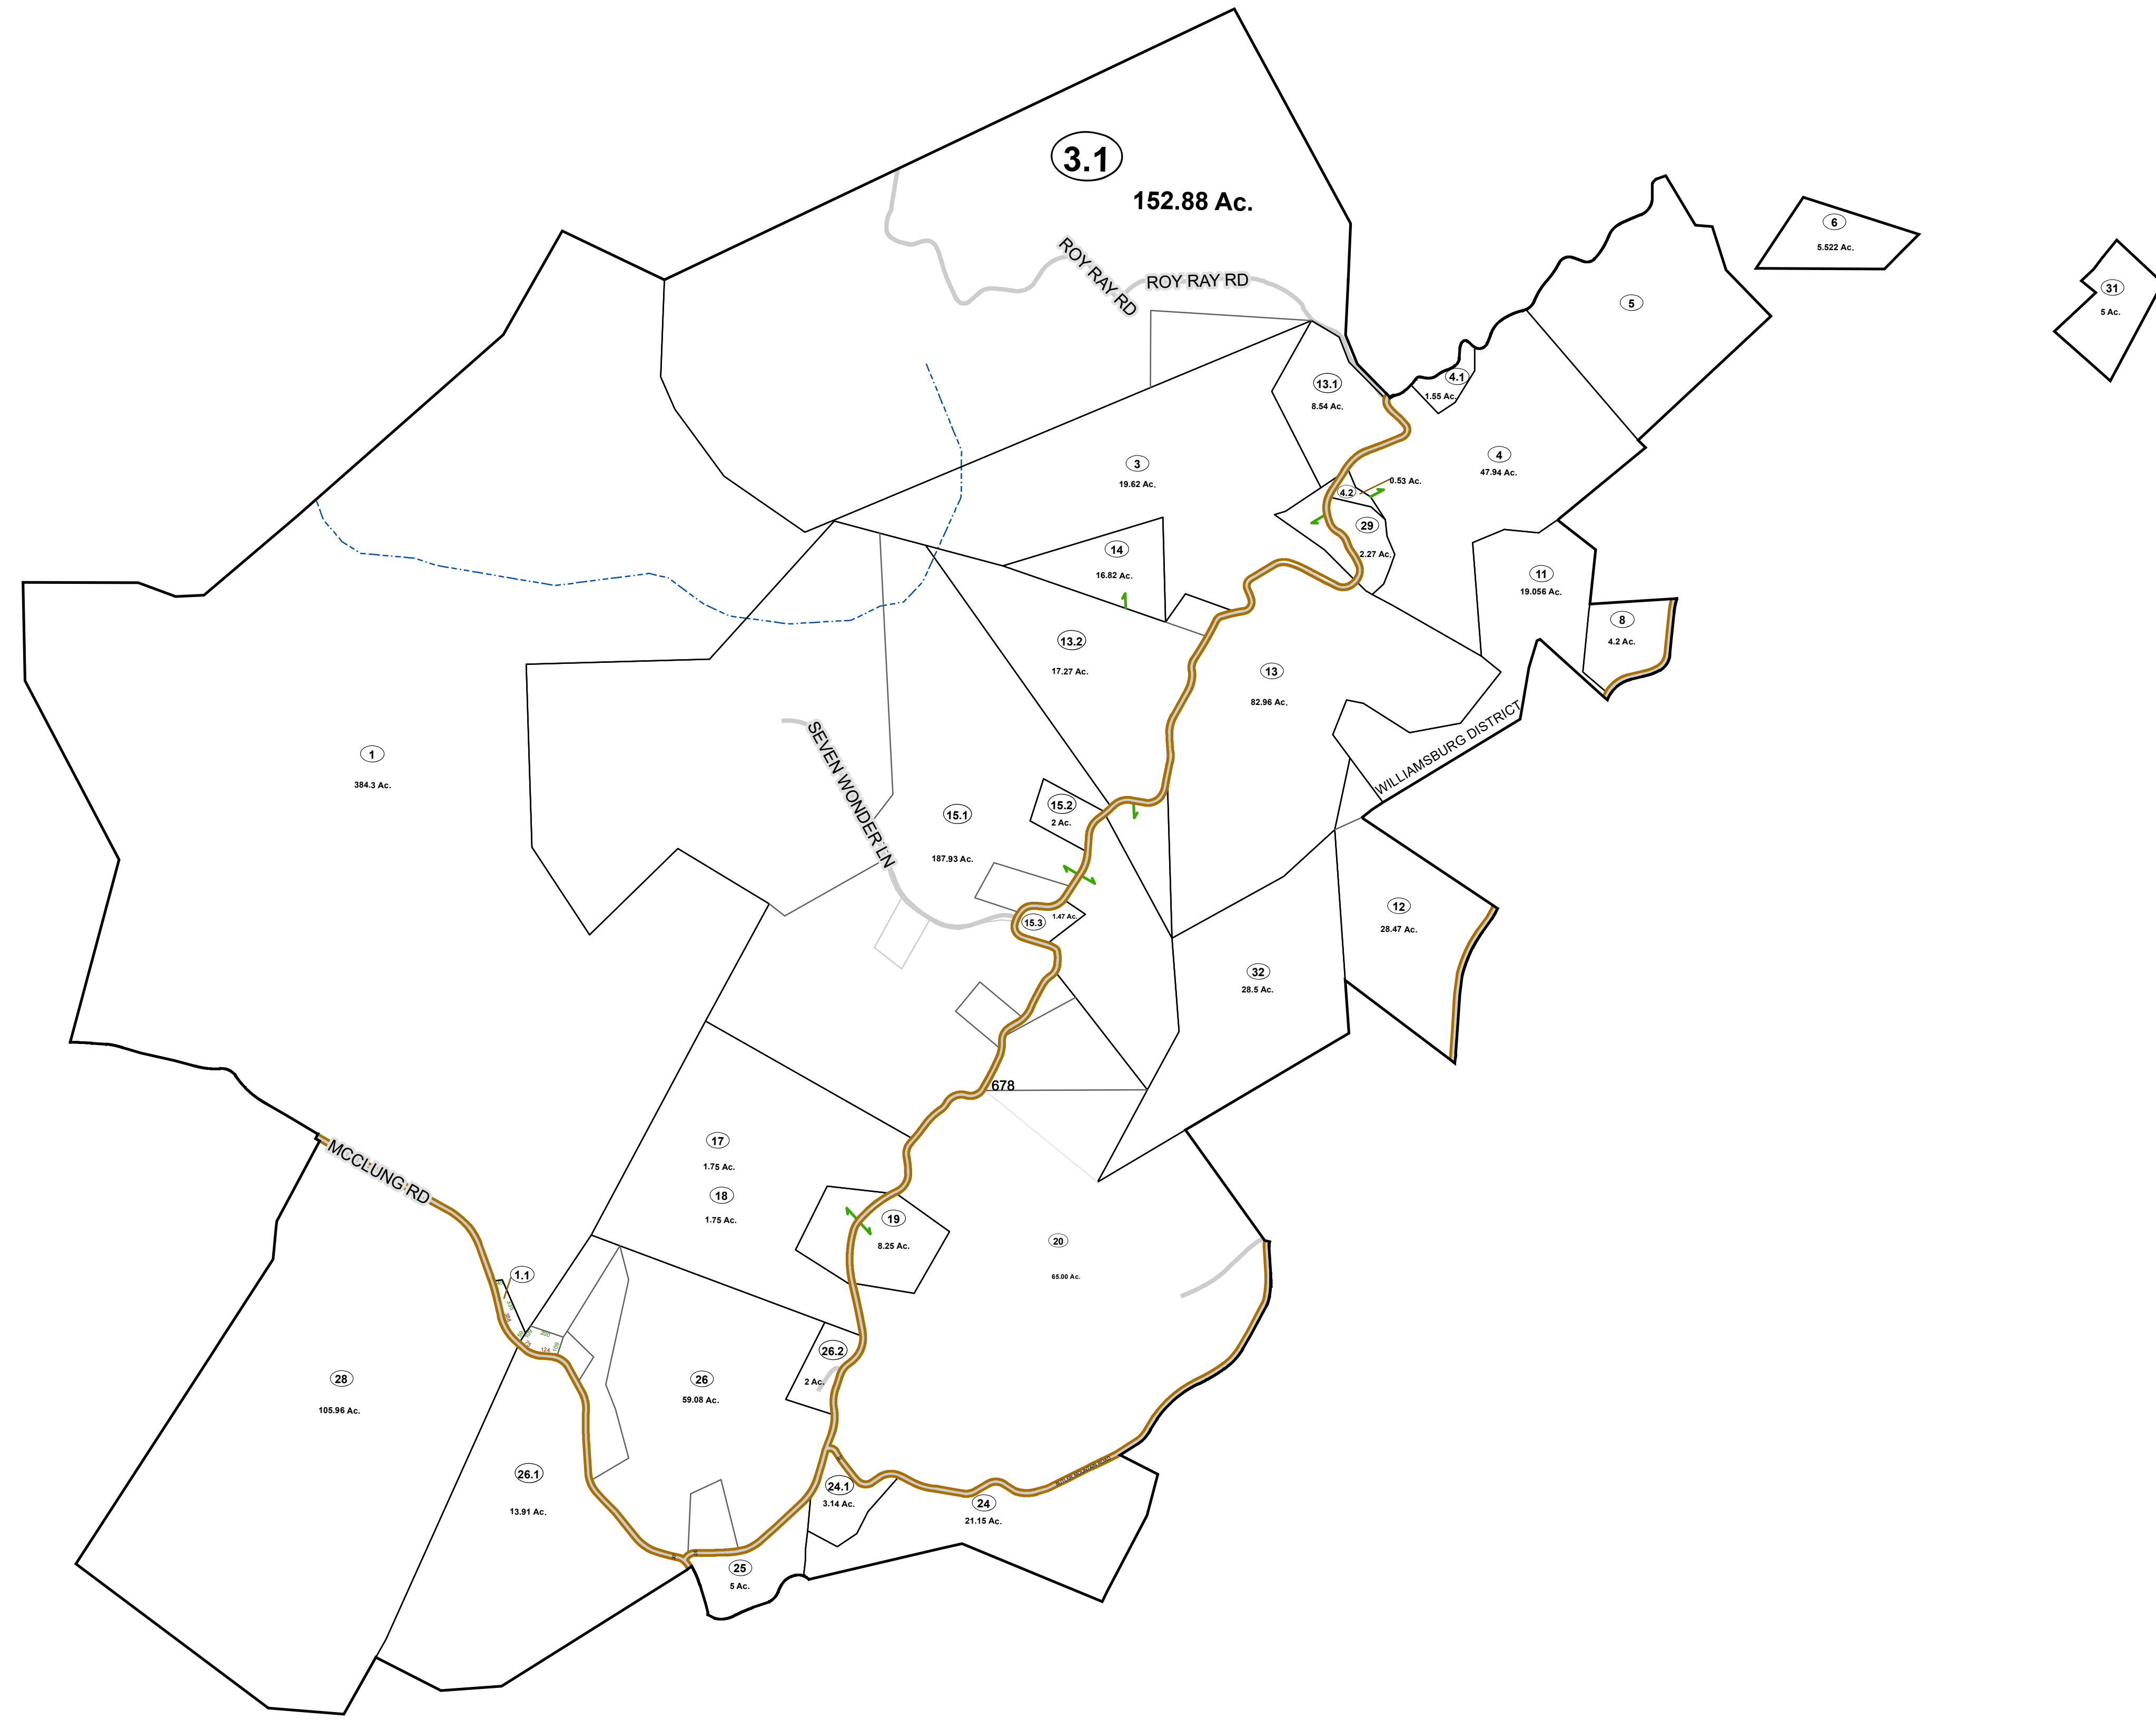 3.1
152.88 Ac.
ROY RAY RD
ROY RAY RD
6
5.522 Ac.
31
5 Ac.
5
4.1
1.55 Ac.
13.1
8.54 Ac.
4
47.94 Ac.
3
19.62 Ac.
0.53 Ac.
4.2
29
2.27 Ac.
14
16.82 Ac.
11
19.056 Ac.
8
4.2 Ac.
13.2
17.27 Ac.
13
82.96 Ac.
WILLIAMSBURG DISTRICT
1
384.3 Ac.
SEVEN WONDER LN
15.1
187.93 Ac.
15.2
2 Ac.
15.3
1.47 Ac.
12
28.47 Ac.
32
28.5 Ac.
678
MCCLUNG RD
17
1.75 Ac.
18
1.75 Ac.
19
8.25 Ac.
20
65.00 Ac.
1.1
200
124
75
28
105.96 Ac.
26
59.08 Ac.
26.2
2 Ac.
26.1
13.91 Ac.
24.1
3.14 Ac.
24
21.15 Ac.
25
5 Ac.